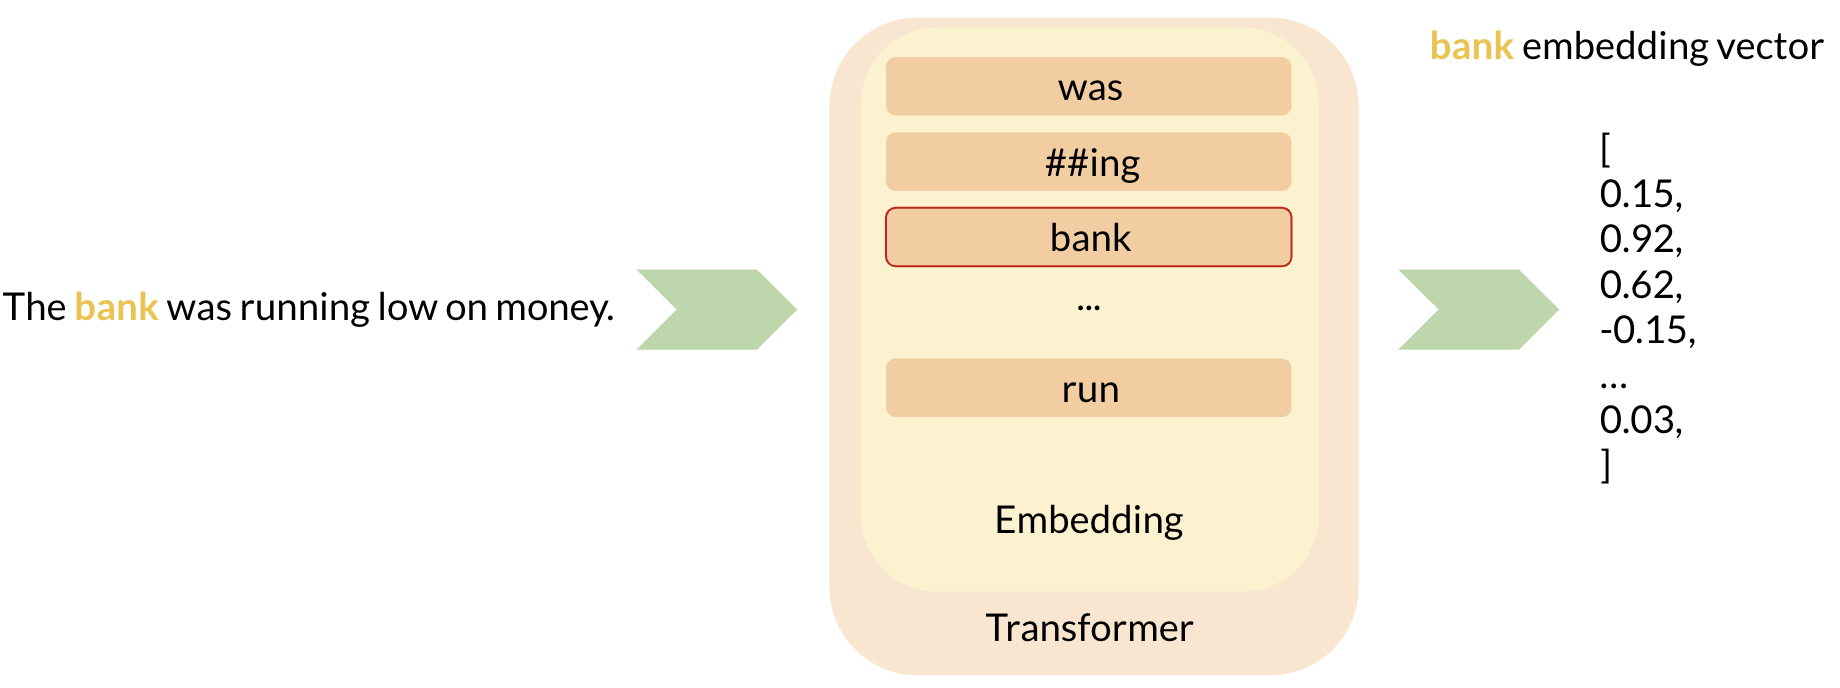 The bank was running low on money.
was
##ing
bank
...
run
Embedding
Transformer
bank embedding vector
[
0.15,
0.92,
0.62,
-0.15,
...
0.03,
]